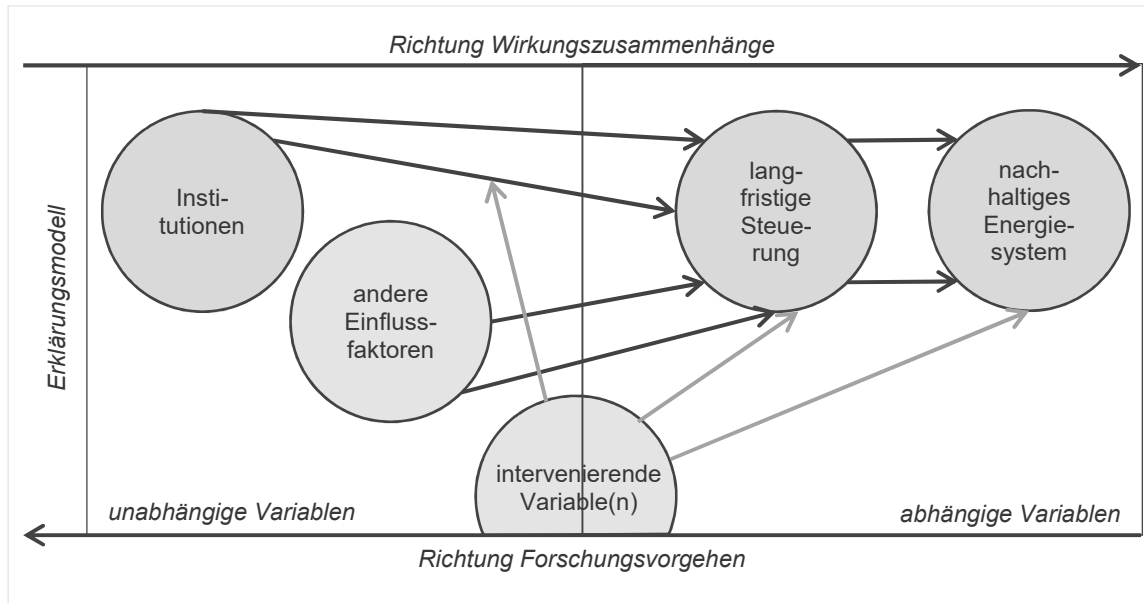 Richtung Wirkungszusammenhänge
Erklärungsmodell
Insti-
tutionen
andere
Einfluss-
faktoren
lang-
fristige
Steue-
rung
nach-
haltiges
Energie-
system
intervenierende
Variable(n)
unabhängige Variablen
abhängige Variablen
Richtung Forschungsvorgehen